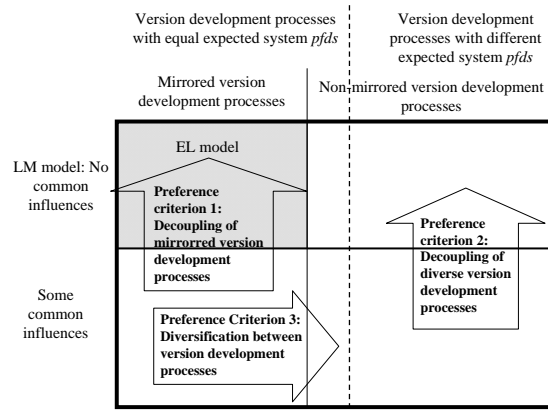 Version development processes
with equal expected system pfds
Version development
processes with different
expected system pfds
Mirrored version
development processes
Non-mirrored version development
processes
EL model
LM model: No
common
influences
Preference
criterion 1:
Decoupling of
mirrorred version
development
processes
Preference
criterion 2:
Decoupling of
diverse version
development
processes
Some
common
influences
Preference Criterion 3:
Diversification between
version development
processes